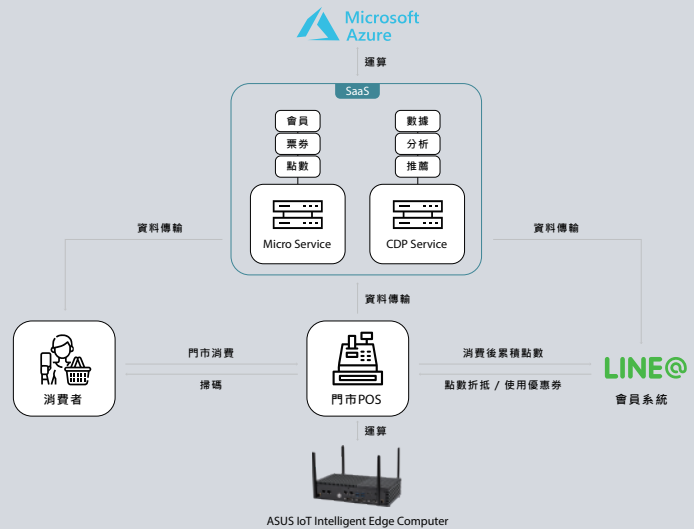 Microsoft
Azure
運算
SaaS
會員
票券
點數
數據
分析
推薦
Micro Service
CDP Service
資料傳輸
資料傳輸
資料傳輸
消費者
門市消費
掃碼
門市POS
消費後累積點數
點數折抵 / 使用優惠券
LINE@
會員系統
運算
ASUS IoT Intelligent Edge Computer